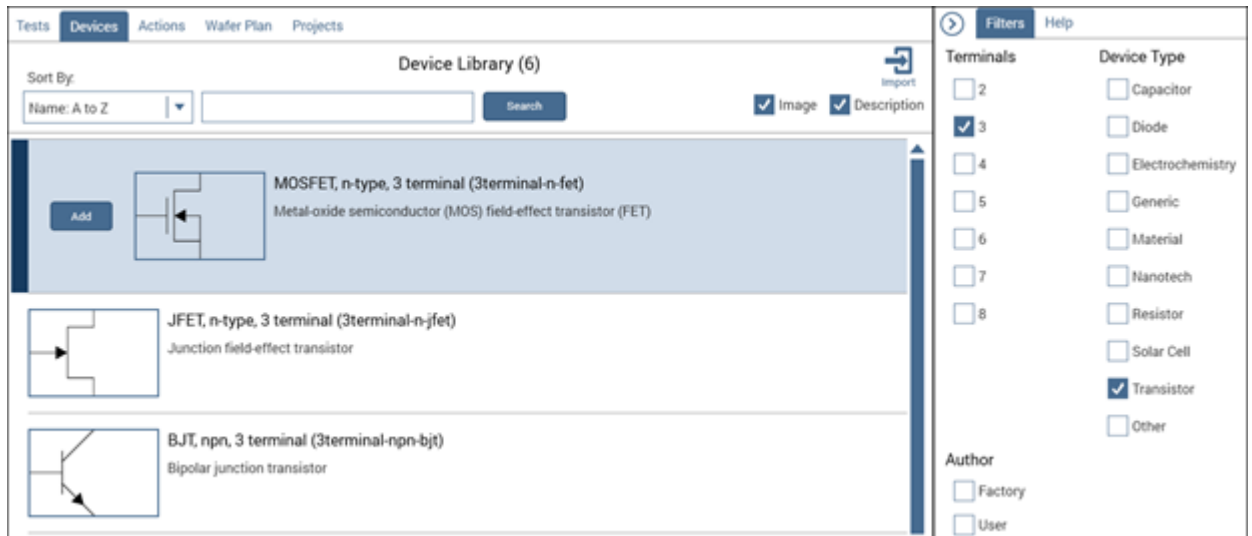 Tests Devices Actions Wafer Plan Projects
Device Library (6)
Import
Sort By:
Name: A to Z
Search
Image Description
Add
MOSFET, n-type, 3 terminal (3terminal-n-fet)
Metal-oxide semiconductor (MOS) field-effect transistor (FET)
JFET, n-type, 3 terminal (3terminal-n-jfet)
Junction field-effect transistor
BJT, npn, 3 terminal (3terminal-npn-bjt)
Bipolar junction transistor
Filters Help
Terminals
2
3
4
5
6
7
8
Device Type
Capacitor
Diode
Electrochemistry
Generic
Material
Nanotech
Resistor
Solar Cell
Transistor
Other
Author
Factory
User